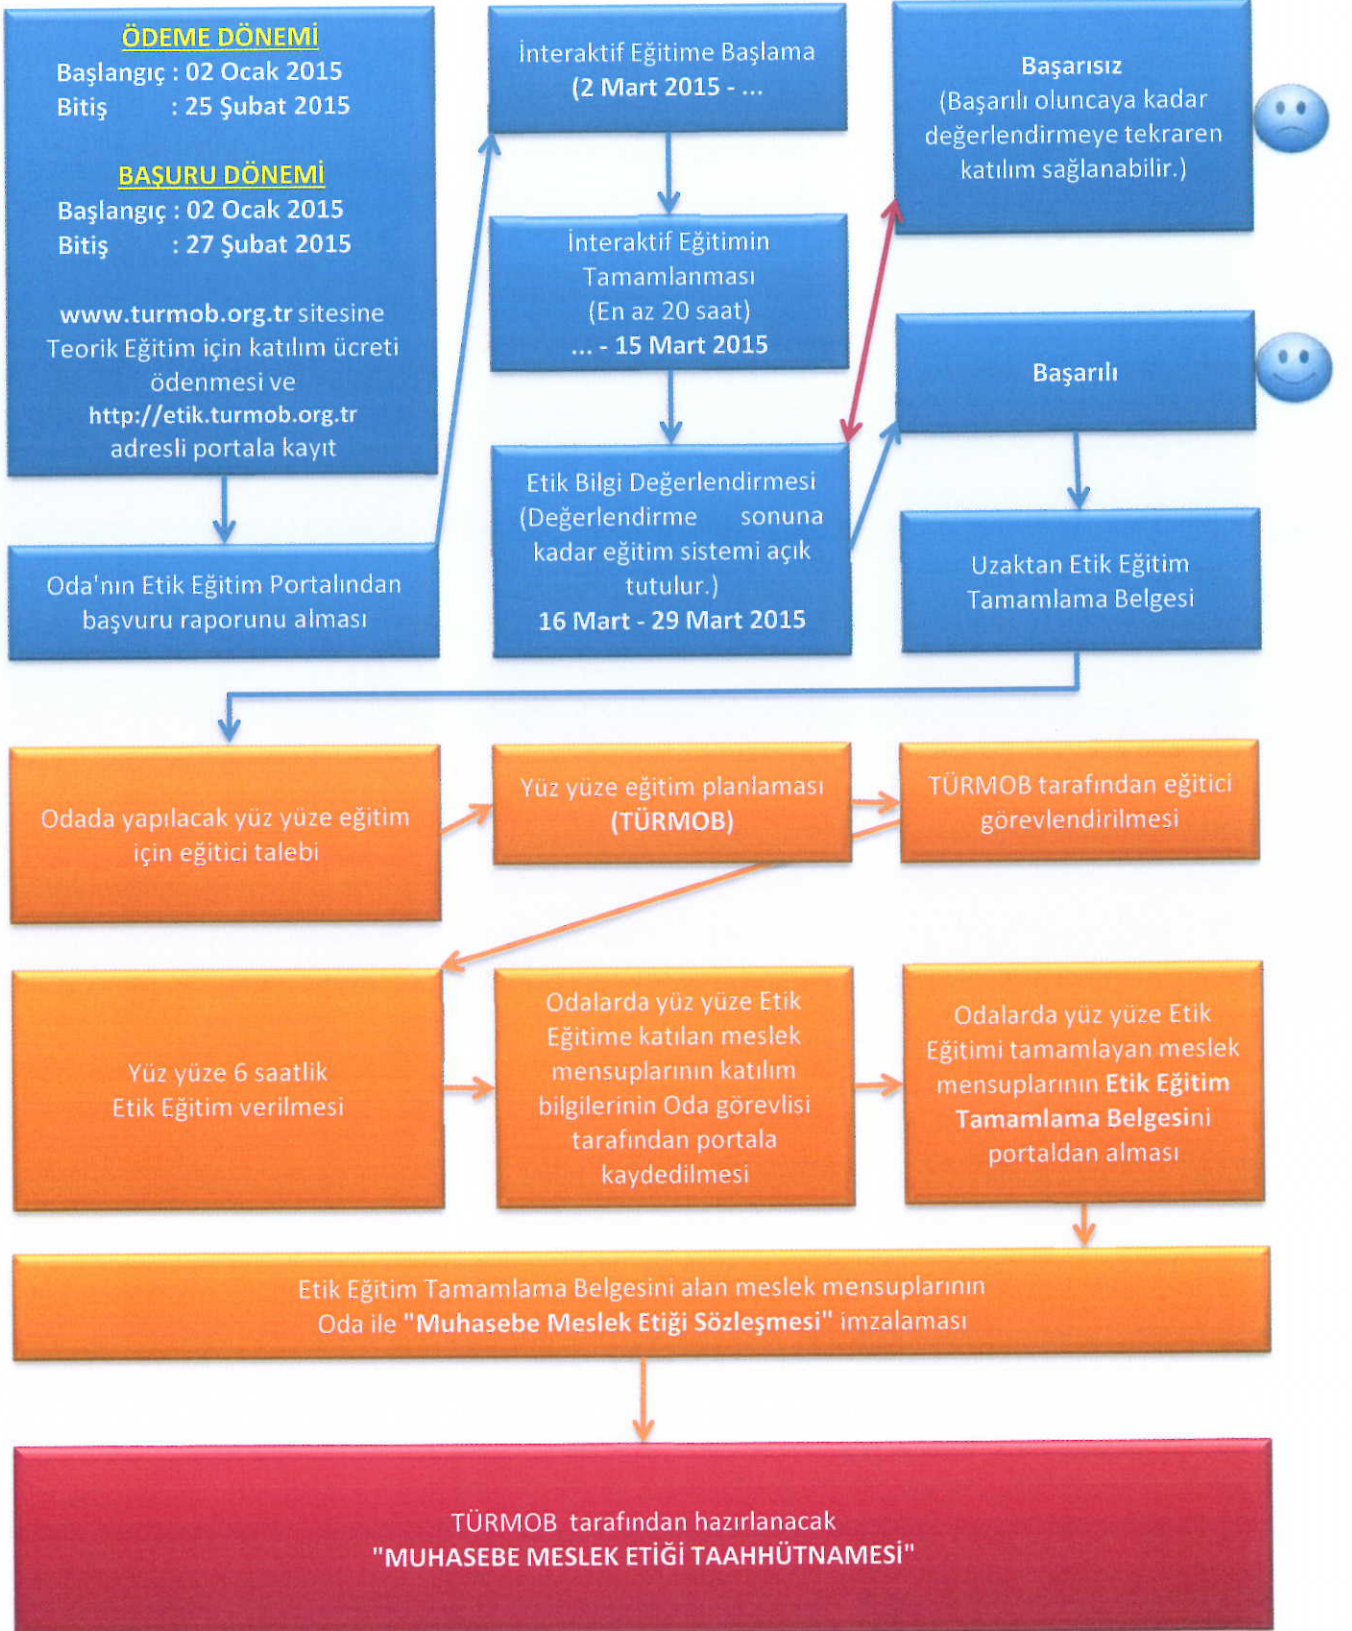 ÖDEME DÖNEMİ
Başlangıç : 02 Ocak 2015
Bitiş : 25 Şubat 2015
BAŞURU DÖNEMİ
Başlangıç : 02 Ocak 2015
Bitiş : 27 Şubat 2015
www.turmob.org.tr sitesine
Teorik Eğitim için katılım ücreti
ödenmesi ve
http://etik.turmob.org.tr
adresli portala kayıt
Oda'nın Etik Eğitim Portalından
başvuru raporunu alması
İnteraktif Eğitime Başlama
(2 Mart 2015 - ...
İnteraktif Eğitimin
Tamamlanması
(En az 20 saat)
... - 15 Mart 2015
Etik Bilgi Değerlendirmesi
(Değerlendirme sonuna
kadar eğitim sistemi açık
tutulur.)
16 Mart - 29 Mart 2015
Başarısız
(Başarılı oluncaya kadar
değerlendirmeye tekraren
katılım sağlanabilir.)
Başarılı
Uzaktan Etik Eğitim
Tamamlama Belgesi
Odada yapılacak yüz yüze eğitim
için eğitici talebi
Yüz yüze eğitim planlaması
(TÜRMOB)
TÜRMOB tarafından eğitici
görevlendirilmesi
Yüz yüze 6 saatlik
Etik Eğitim verilmesi
Odalarda yüz yüze Etik
Eğitime katılan meslek
mensuplarının katılım
bilgilerinin Oda görevlisi
tarafından portala
kaydedilmesi
Odalarda yüz yüze Etik
Eğitimi tamamlayan meslek
mensuplarının Etik Eğitim
Tamamlama Belgesini
portaldan alması
Etik Eğitim Tamamlama Belgesini alan meslek mensuplarının
Oda ile "Muhasebe Meslek Etiği Sözleşmesi" imzalaması
TÜRMOB tarafından hazırlanacak
"MUHASEBE MESLEK ETİĞİ TAAHHÜTNAMESİ"